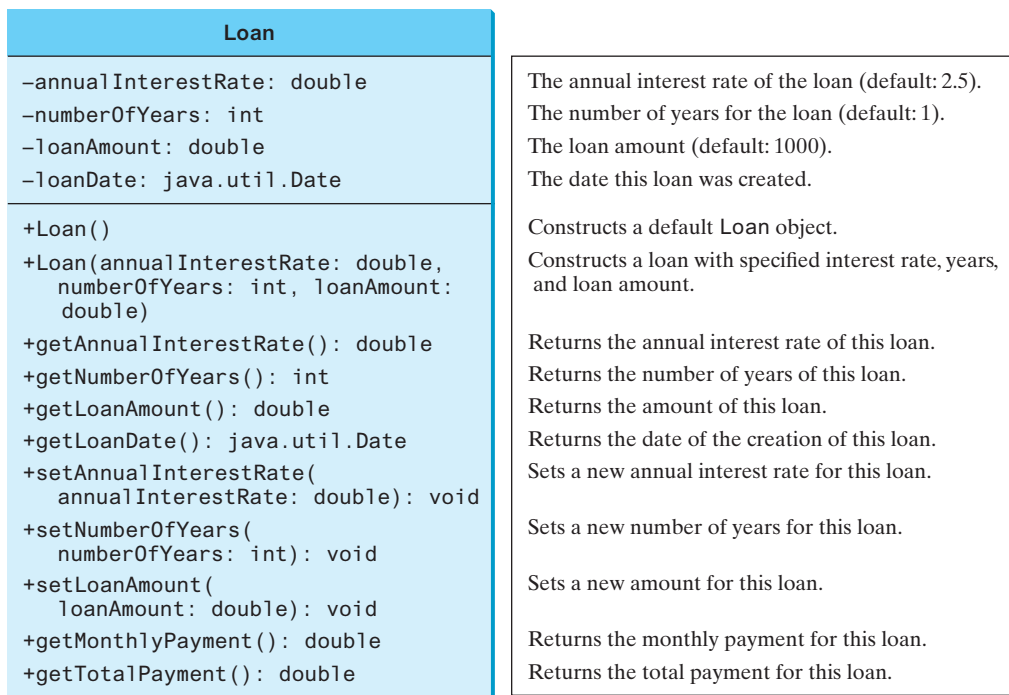 Loan
–annualInterestRate: double
–numberOfYears: int
–loanAmount: double
–loanDate: java.util.Date
+Loan()
+Loan(annualInterestRate: double,
numberOfYears: int, loanAmount:
double)
+getAnnualInterestRate(): double
+getNumberOfYears(): int
+getLoanAmount(): double
+getLoanDate(): java.util.Date
+setAnnualInterestRate(
annualInterestRate: double): void
+setNumberOfYears(
numberOfYears: int): void
+setLoanAmount(
loanAmount: double): void
+getMonthlyPayment(): double
+getTotalPayment(): double
The annual interest rate of the loan (default: 2.5).
The number of years for the loan (default: 1).
The loan amount (default: 1000).
The date this loan was created.
Constructs a default Loan object.
Constructs a loan with specified interest rate, years,
and loan amount.
Returns the annual interest rate of this loan.
Returns the number of years of this loan.
Returns the amount of this loan.
Returns the date of the creation of this loan.
Sets a new annual interest rate for this loan.
Sets a new number of years for this loan.
Sets a new amount for this loan.
Returns the monthly payment for this loan.
Returns the total payment for this loan.